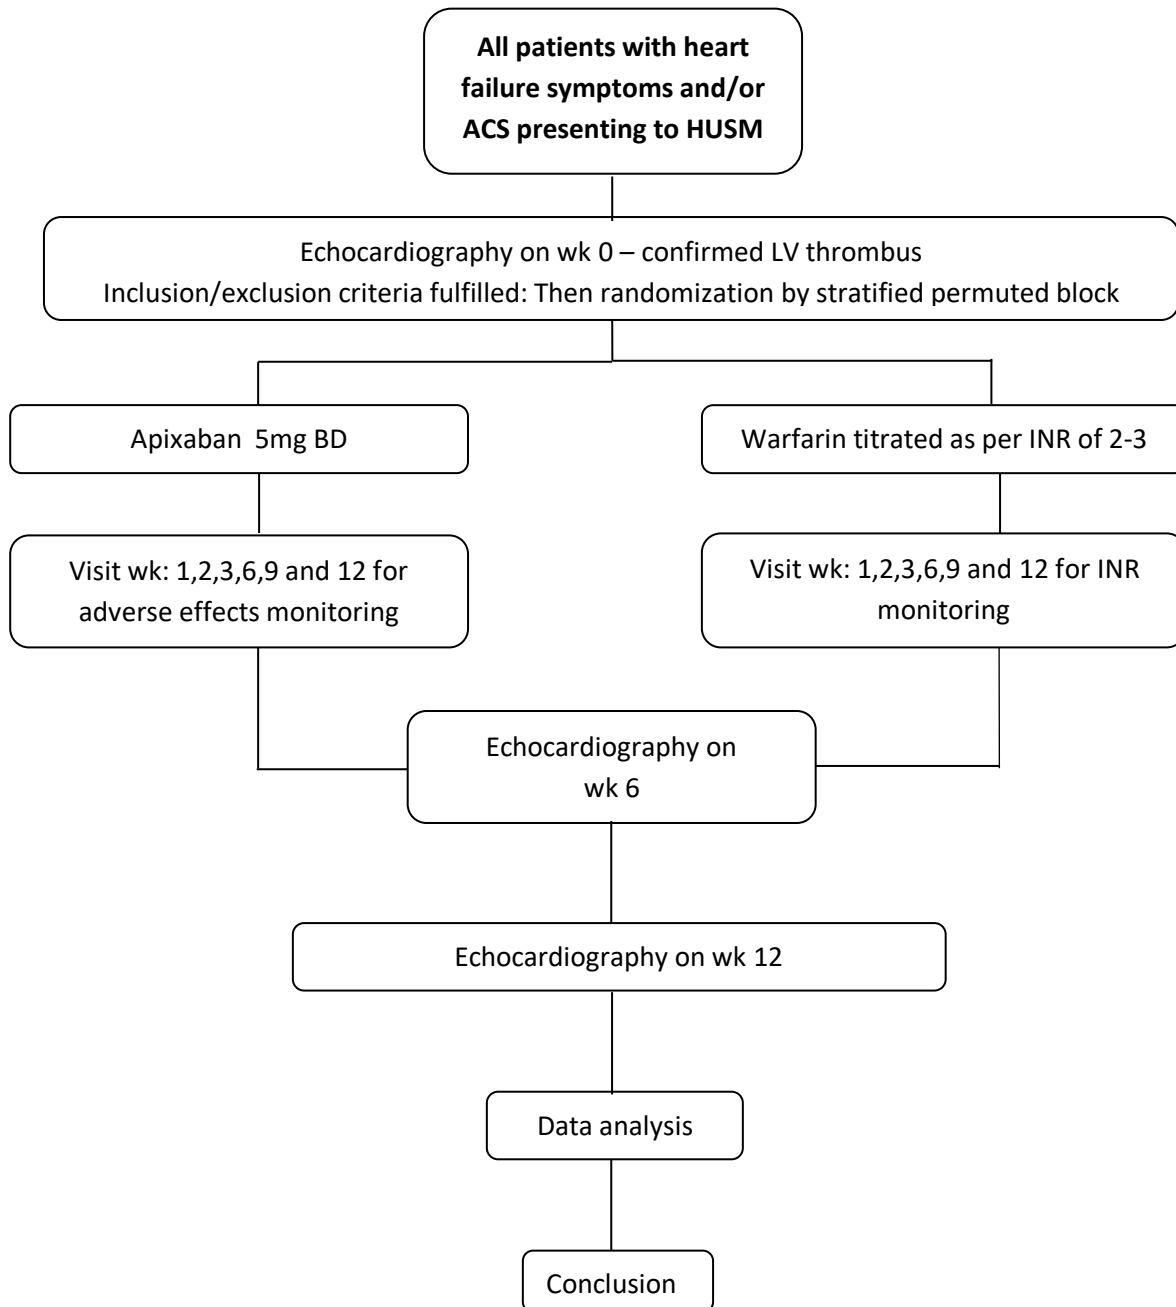 All patients with heart
failure symptoms and/or
ACS presenting to HUSM
Echocardiography on wk 0 – confirmed LV thrombus
Inclusion/exclusion criteria fulfilled: Then randomization by stratified permuted block
Apixaban 5mg BD
Warfarin titrated as per INR of 2-3
Visit wk: 1,2,3,6,9 and 12 for
adverse effects monitoring
Visit wk: 1,2,3,6,9 and 12 for INR
monitoring
Echocardiography on
wk 6
Echocardiography on wk 12
Data analysis
Conclusion